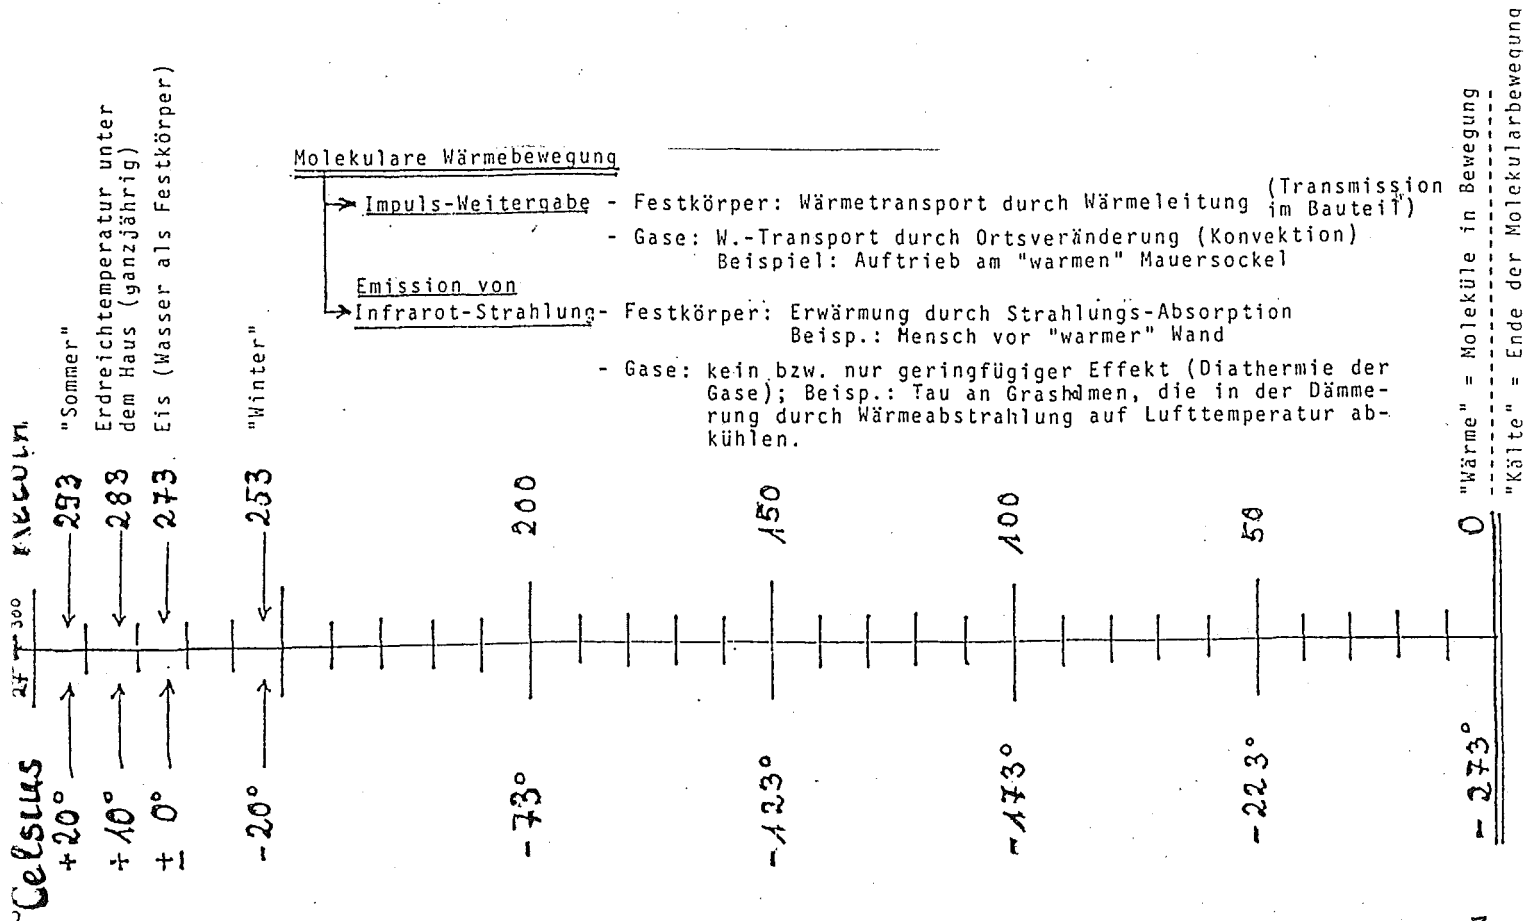 Molekulare Wärmebewegung
Impuls-Weitergabe - Festkörper: Wärmetransport durch Wärmeleitung (Transmission
im Bauteil)
- Gase: W.-Transport durch Ortsveränderung (Konvektion)
Beispiel: Auftrieb am "warmen" Mauersockel
Emission von
Infrarot-Strahlung - Festkörper: Erwärmung durch Strahlungs-Absorption
Beisp.: Mensch vor "warmer" Wand
- Gase: kein bzw. nur geringfügiger Effekt (Diathermie der
Gase); Beisp.: Tau an Grashalmen, die in der Dämme-
rung durch Wärmeabstrahlung auf Lufttemperatur ab-
kühlen.
"Sommer"
Erdreichtemperatur unter
dem Haus (ganzjährig)
Eis (Wasser als Festkörper)
"Winter"
"Wärme" = Moleküle in Bewegung
"Kälte" = Ende der Molekularbewegung
Kelvin
300
293
283
273
253
200
150
100
50
0
°Celsius
27
+20°
+10°
± 0°
-20°
-73°
-123°
-173°
-223°
-273°